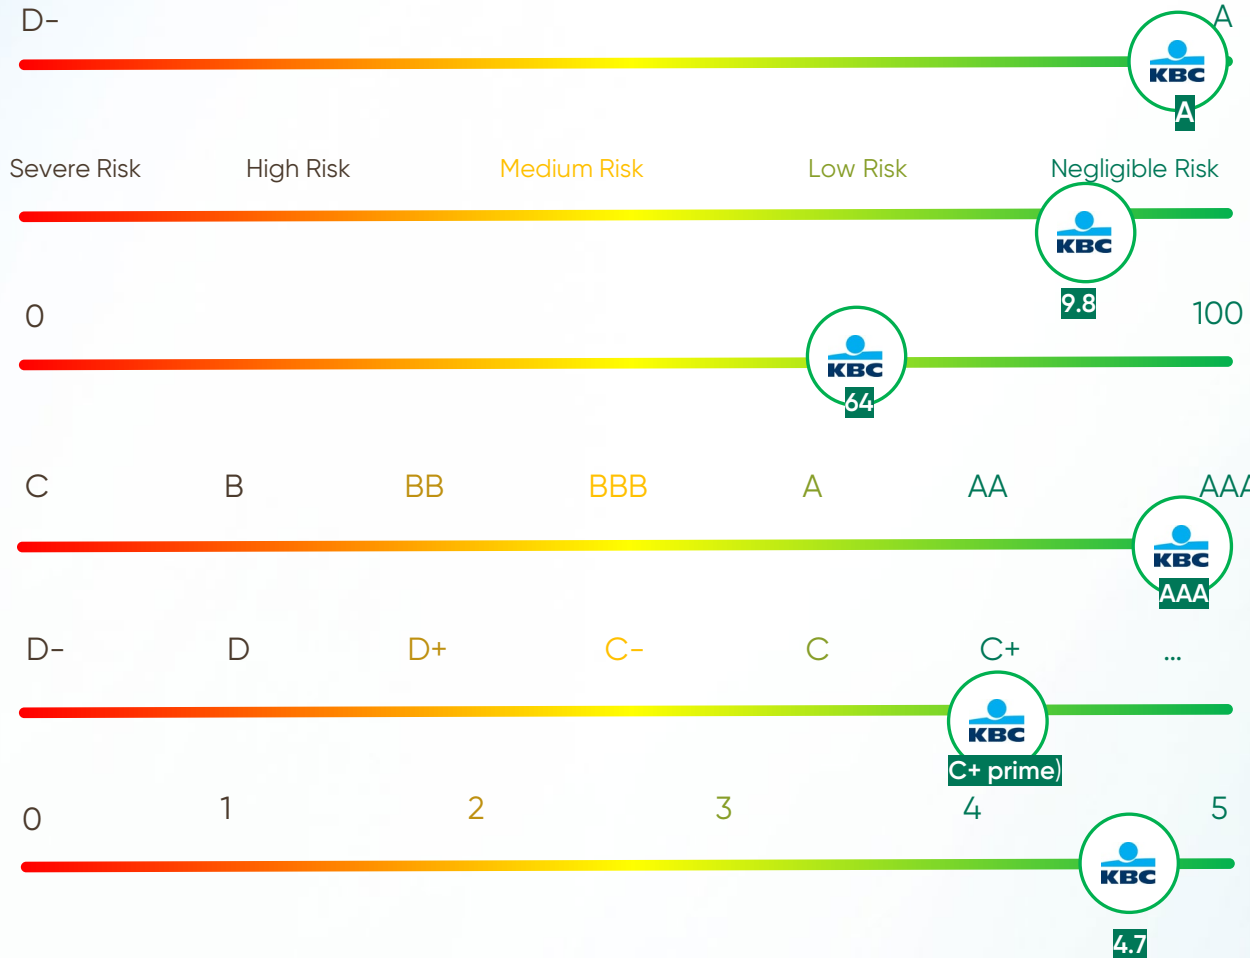 D- A
KBC
A
Severe Risk High Risk Medium Risk Low Risk Negligible Risk
KBC
9.8
0 100
KBC
64
C B BB BBB A AA AAA
KBC
AAA
D- D D+ C- C C+ ...
KBC
C+ prime)
0 1 2 3 4 5
KBC
4.7